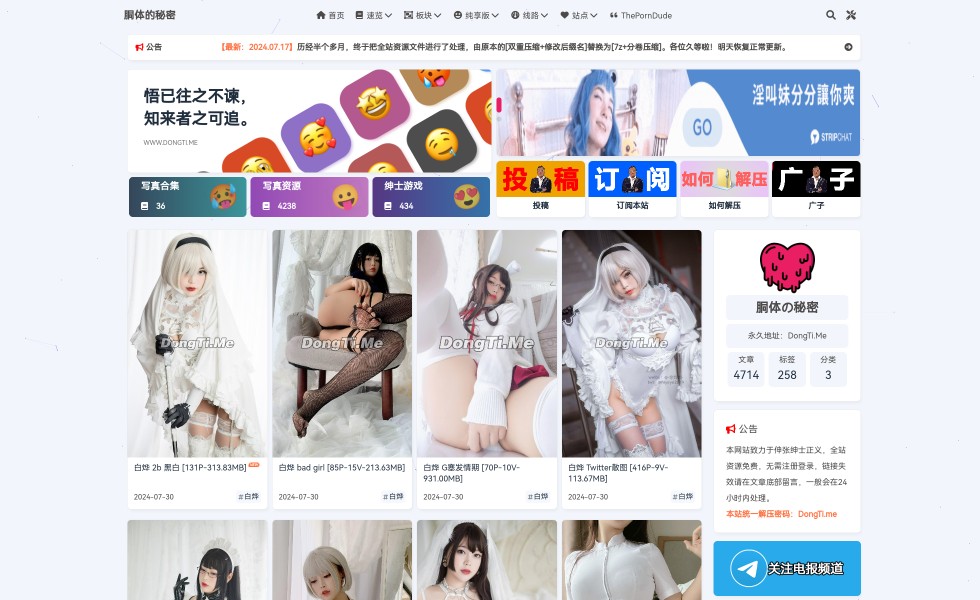 胴体的秘密
首页 速览 板块 纯享版 线路 站点 ThePornDude
公告
【最新：2024.07.17】历经半个多月，终于把全站资源文件进行了处理，由原本的[双重压缩+修改后缀名]替换为[7z+分卷压缩]。各位久等啦！明天恢复正常更新。
悟已往之不谏，
知来者之可追。
WWW.DONGTI.ME
GO
淫叫妹分分讓你爽
STRIPCHAT
写真合集
36
写真资源
4238
绅士游戏
434
投稿
投稿
订阅
订阅本站
如何解压
如何解压
广子
广子
DongTi.Me
DongTi.Me
DongTi.Me
DongTi.Me
白烨 2b 黑白 [131P-313.83MB]
2024-07-30 #白烨
白烨 bad girl [85P-15V-213.63MB]
2024-07-30 #白烨
白烨 G塞发情期 [70P-10V-
931.00MB]
2024-07-30 #白烨
白烨 Twitter散图 [416P-9V-
113.67MB]
2024-07-30 #白烨
胴体の秘密
永久地址：DongTi.Me
文章 标签 分类
4714 258 3
公告
本网站致力于伸张绅士正义，全站
资源免费，无需注册登录，链接失
效请在文章底部留言，一般会在24
小时内处理。
本站统一解压密码：DongTi.me
关注电报频道